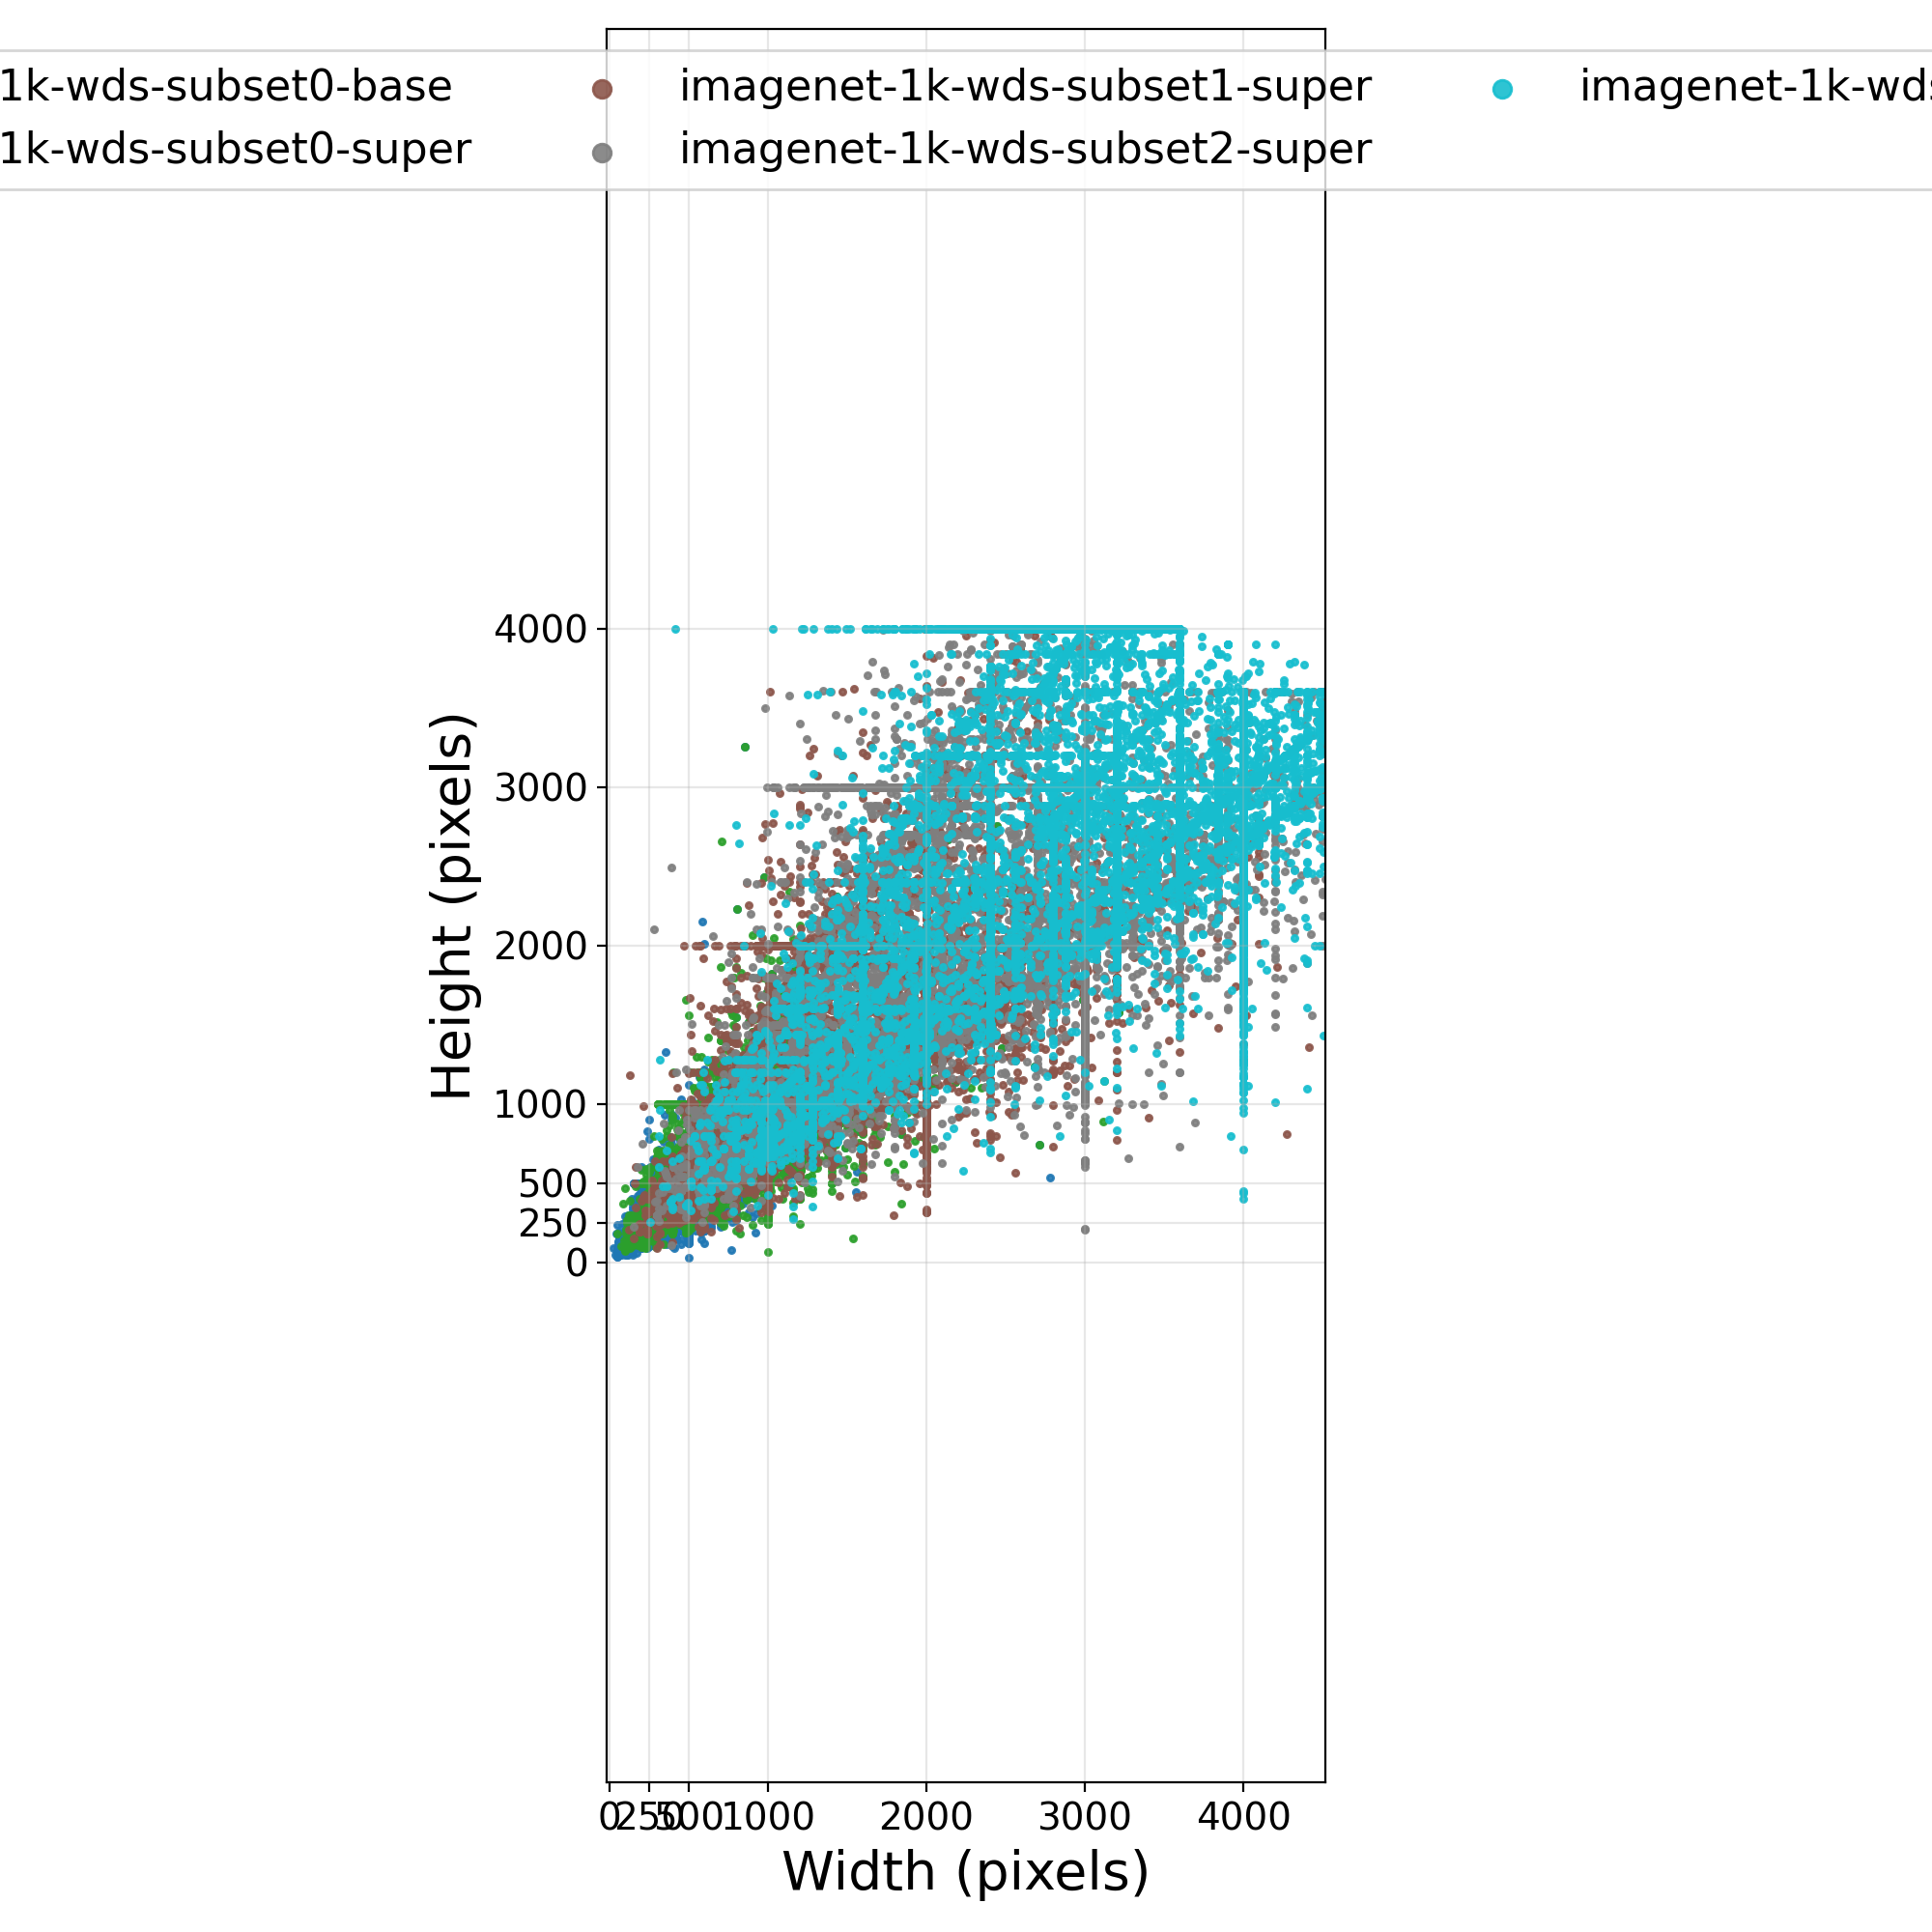 1k-wds-subset0-base imagenet-1k-wds-subset1-super imagenet-1k-wds
1k-wds-subset0-super imagenet-1k-wds-subset2-super
4000
3000
2000
1000
500
250
0
Height (pixels)
0 250 500 1000 2000 3000 4000
Width (pixels)